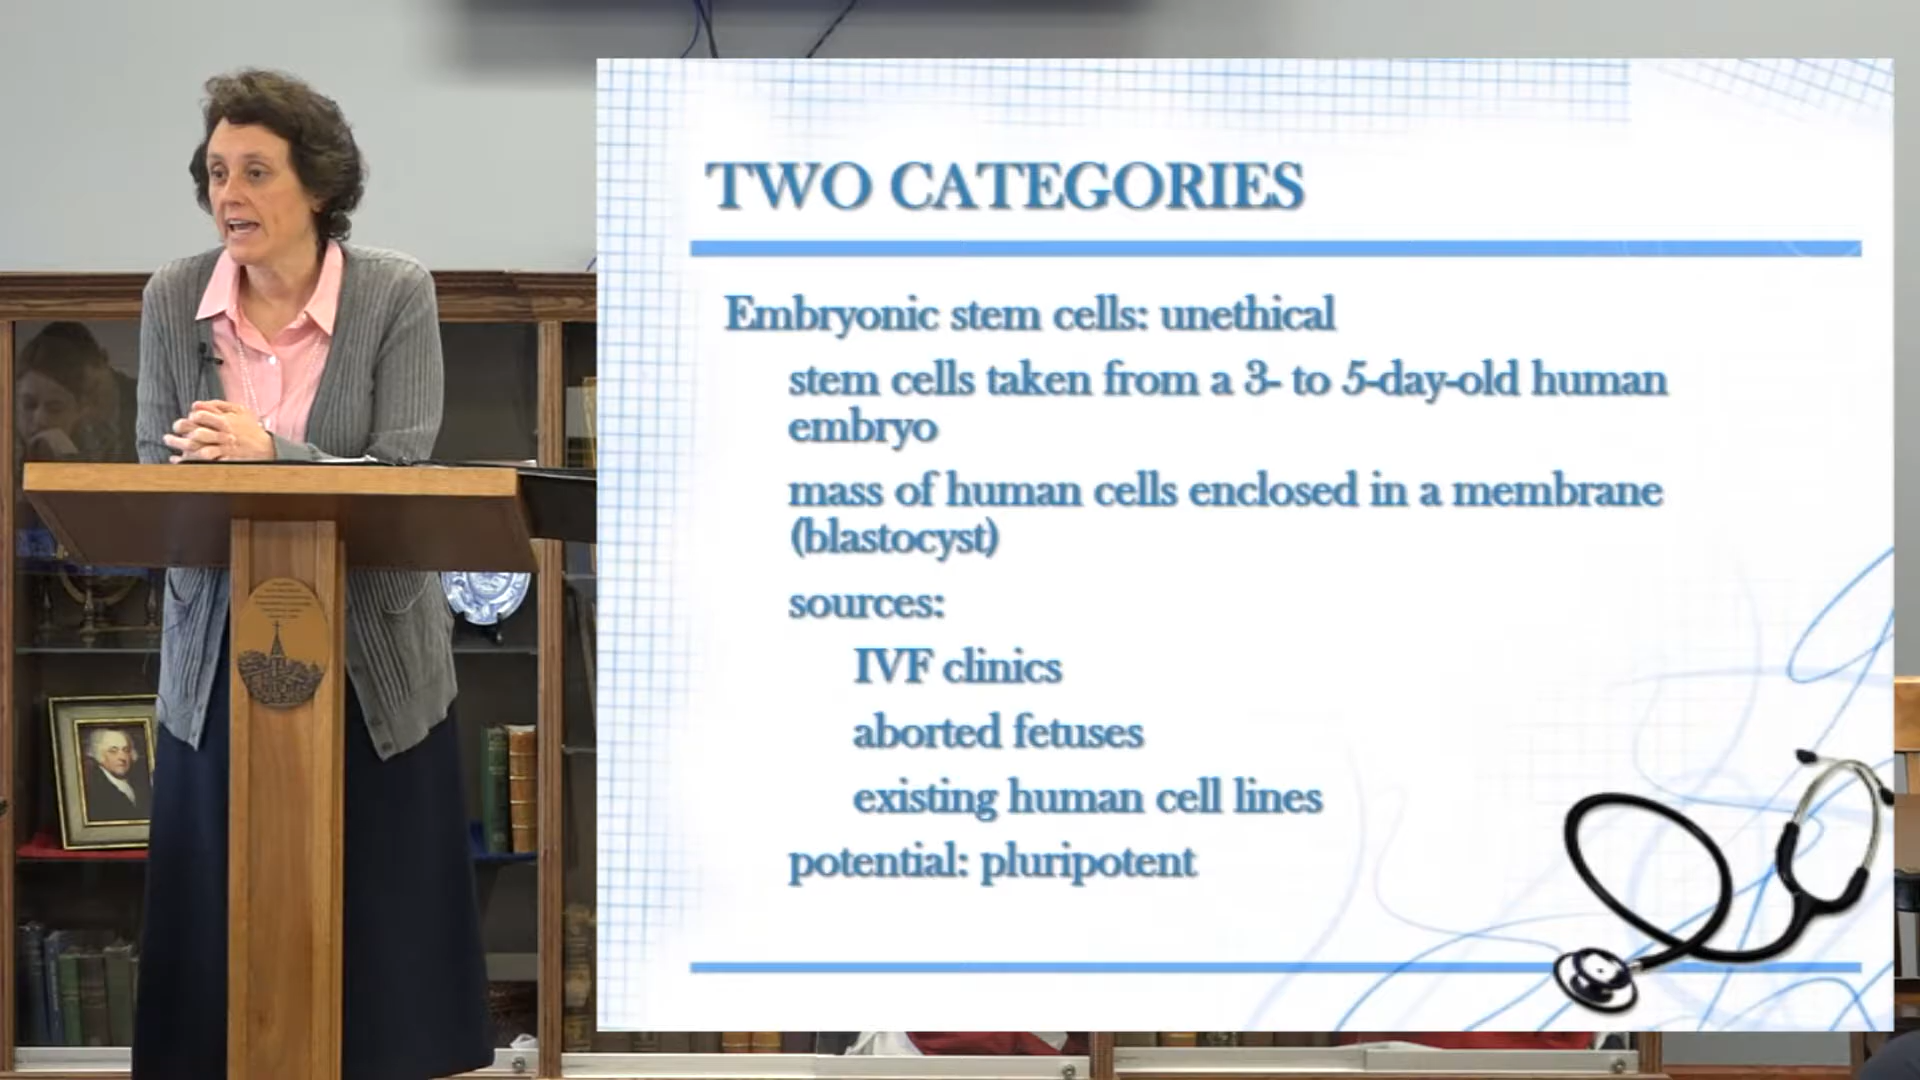 TWO CATEGORIES
Embryonic stem cells: unethical
stem cells taken from a 3- to 5-day-old human
embryo
mass of human cells enclosed in a membrane
(blastocyst)
sources:
IVF clinics
aborted fetuses
existing human cell lines
potential: pluripotent